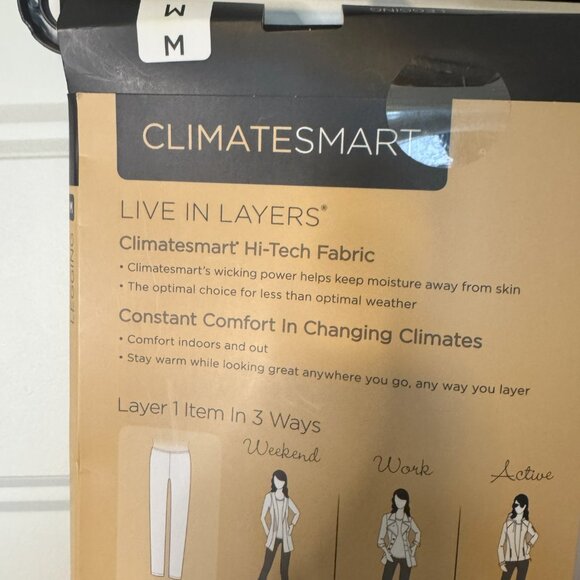 M
M
LEGGING
CLIMATESMART
LIVE IN LAYERS®
Climatesmart® Hi-Tech Fabric
• Climatesmart's wicking power helps keep moisture away from skin
• The optimal choice for less than optimal weather
Constant Comfort In Changing Climates
• Comfort indoors and out
• Stay warm while looking great anywhere you go, any way you layer
LEGGING
Layer 1 Item In 3 Ways
Weekend
Work
Active